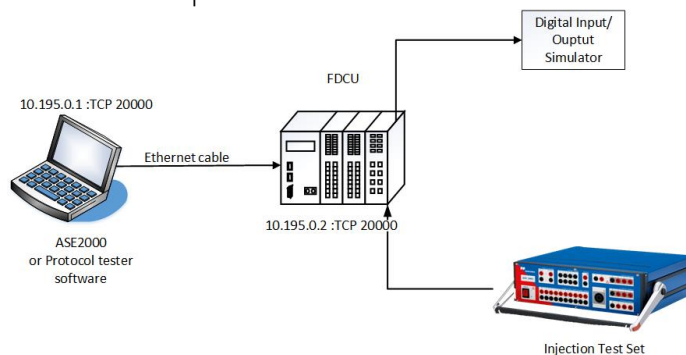 Digital Input/
Ouptut
Simulator
FDCU
10.195.0.1 :TCP 20000
Ethernet cable
10.195.0.2 :TCP 20000
ASE2000
or Protocol tester
software
Injection Test Set